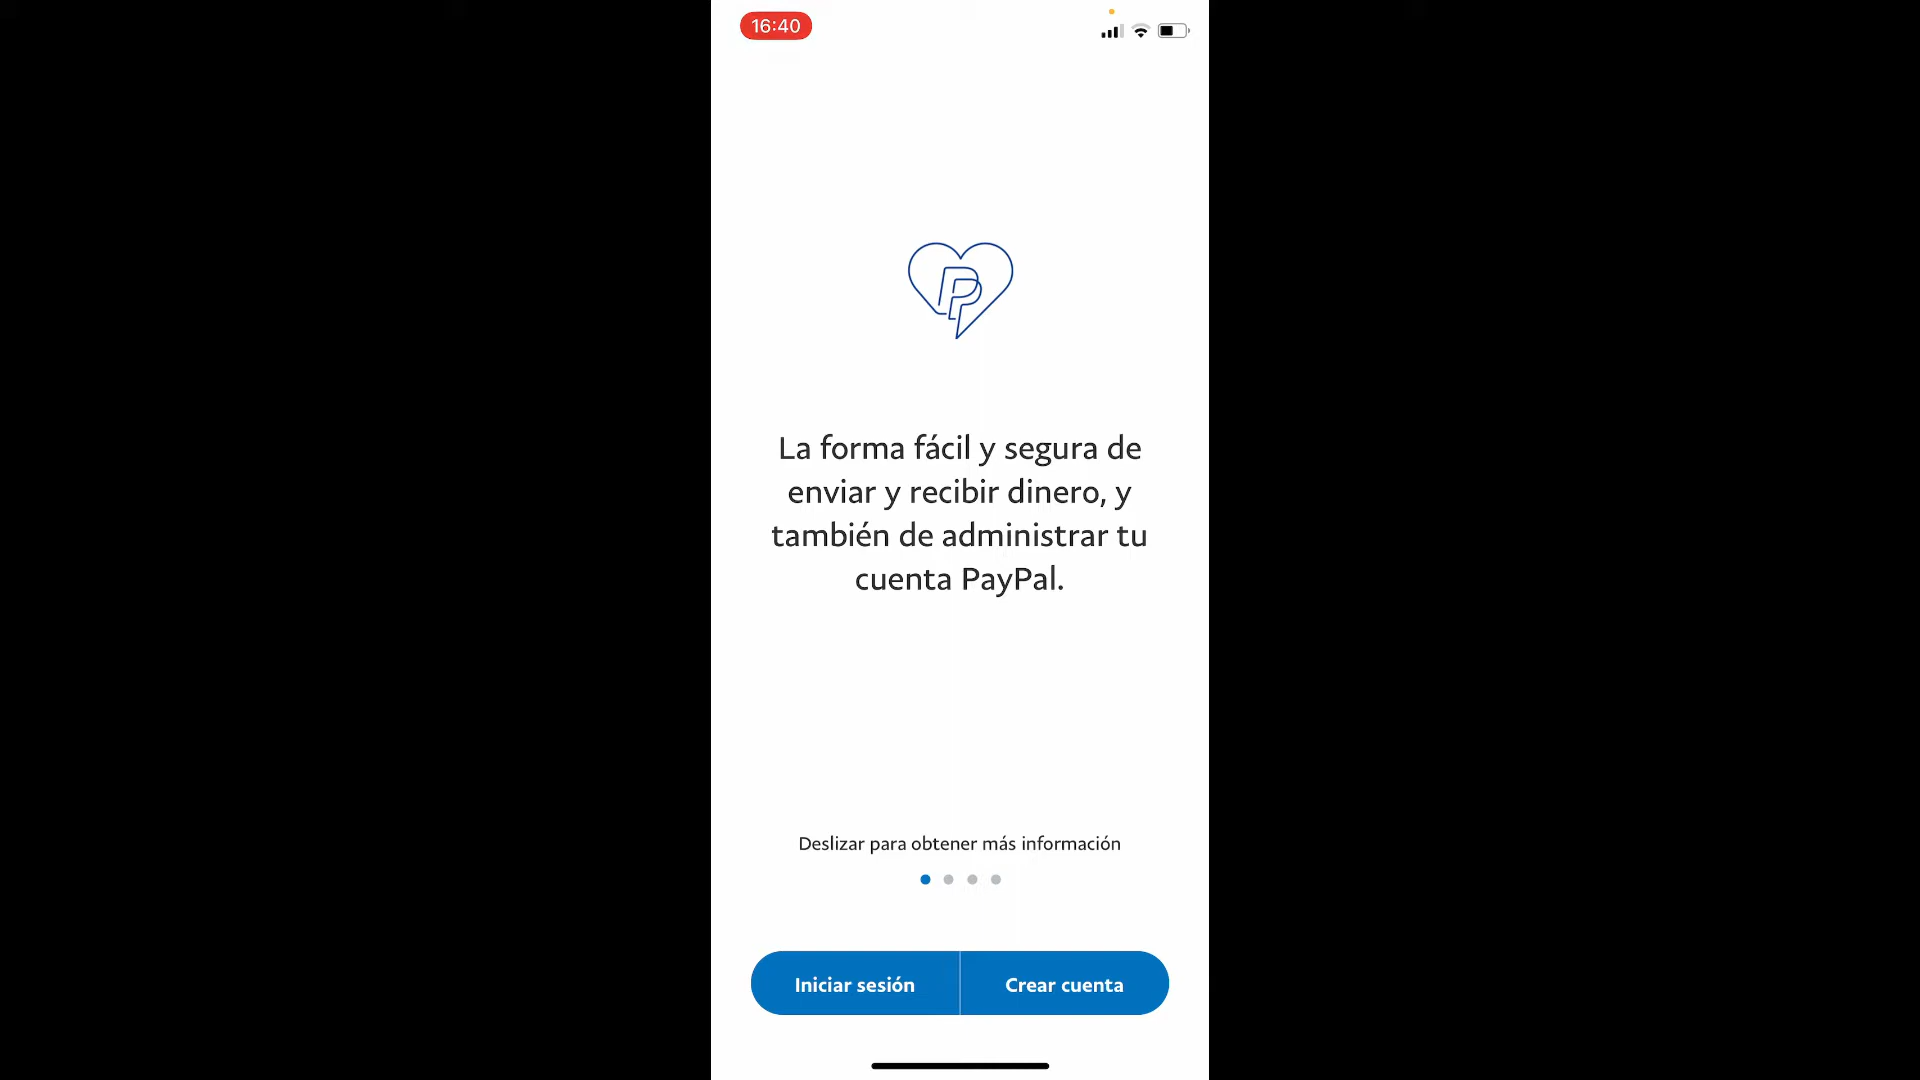 16:40
La forma fácil y segura de
enviar y recibir dinero, y
también de administrar tu
cuenta PayPal.
Deslizar para obtener más información
Iniciar sesión
Crear cuenta